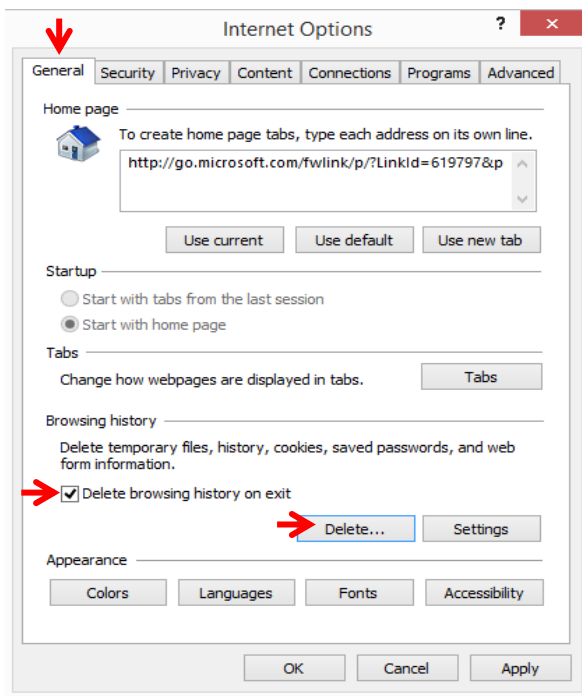 Internet Options
?
×
General Security Privacy Content Connections Programs Advanced
Home page
To create home page tabs, type each address on its own line.
http://go.microsoft.com/fwlink/p/?LinkId=619797&p
Use current Use default Use new tab
Startup
Start with tabs from the last session
Start with home page
Tabs
Change how webpages are displayed in tabs.
Tabs
Browsing history
Delete temporary files, history, cookies, saved passwords, and web
form information.
Delete browsing history on exit
Delete... Settings
Appearance
Colors Languages Fonts Accessibility
OK Cancel Apply